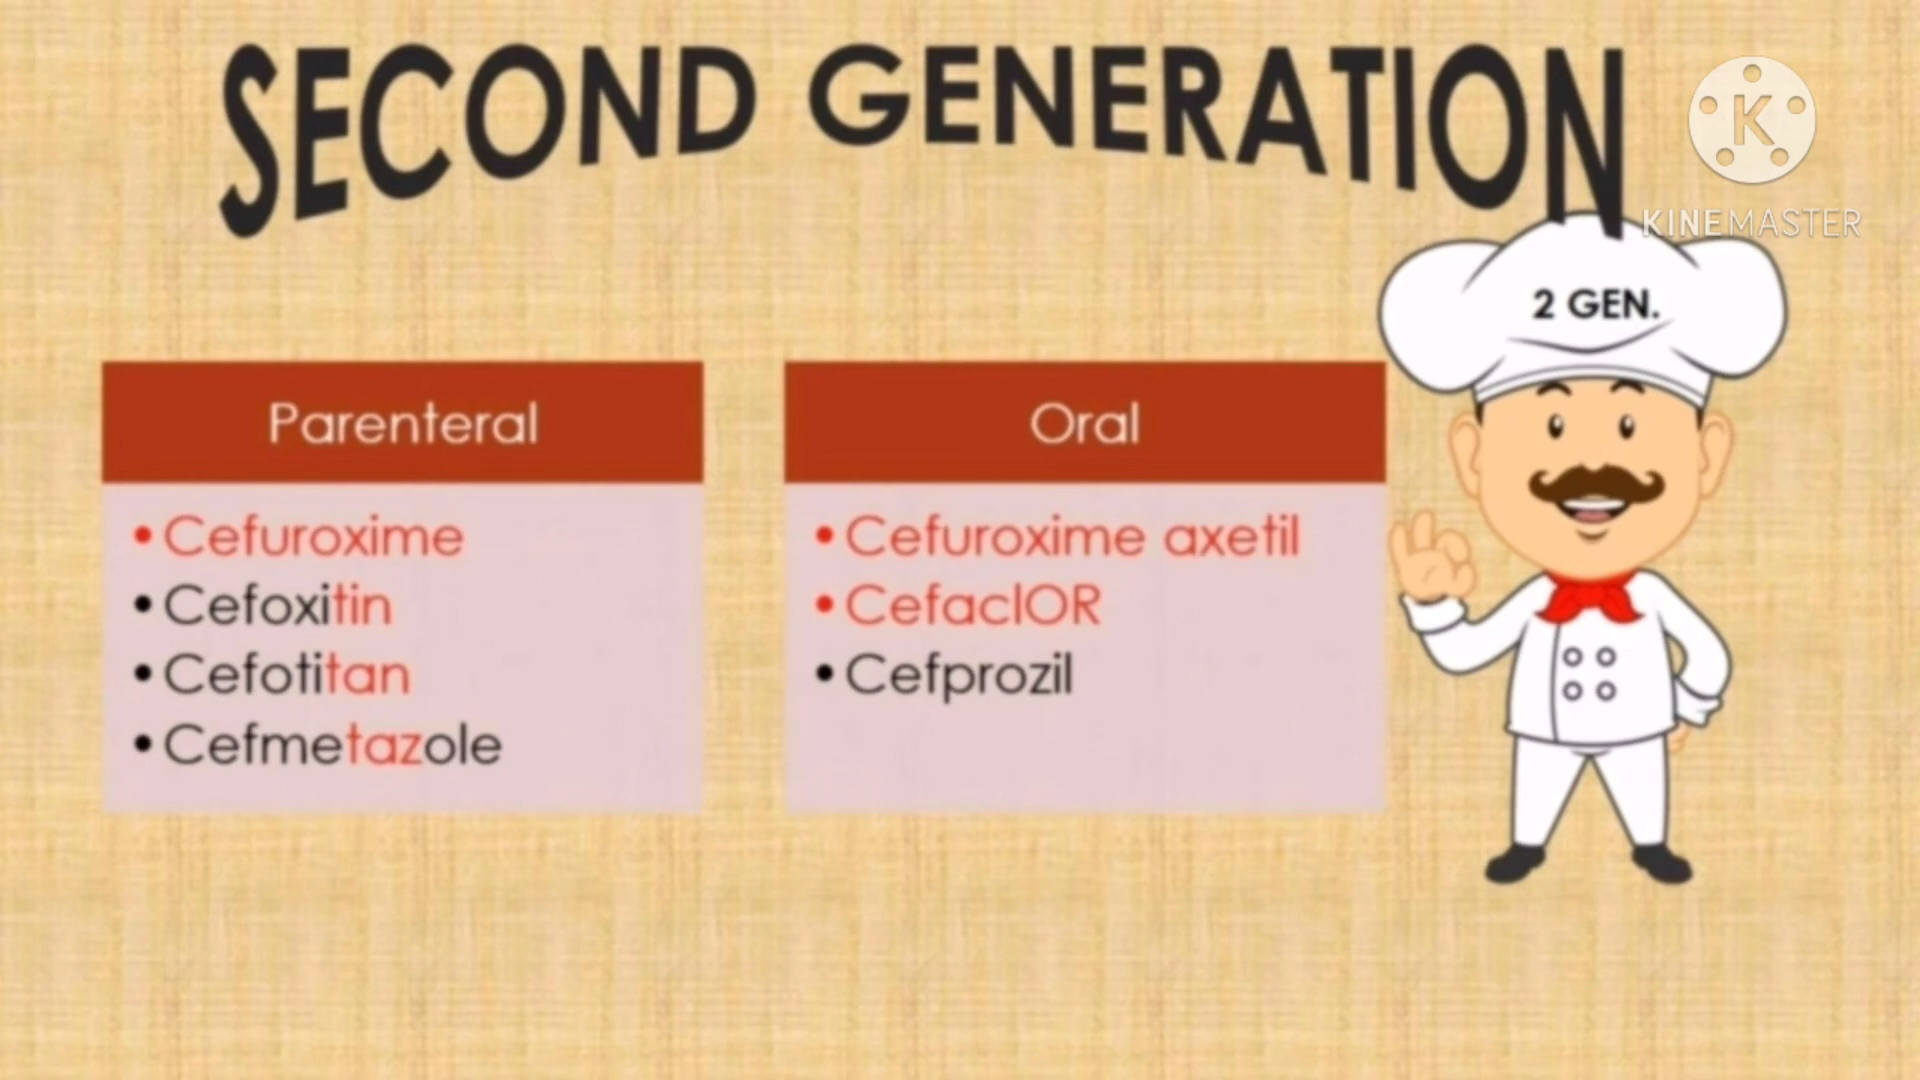 SECOND GENERATION
KINEMASTER
2 GEN.
Parenteral
• Cefuroxime
• Cefoxitin
• Cefotitan
• Cefmetazole
Oral
• Cefuroxime axetil
• CefaclOR
• Cefprozil